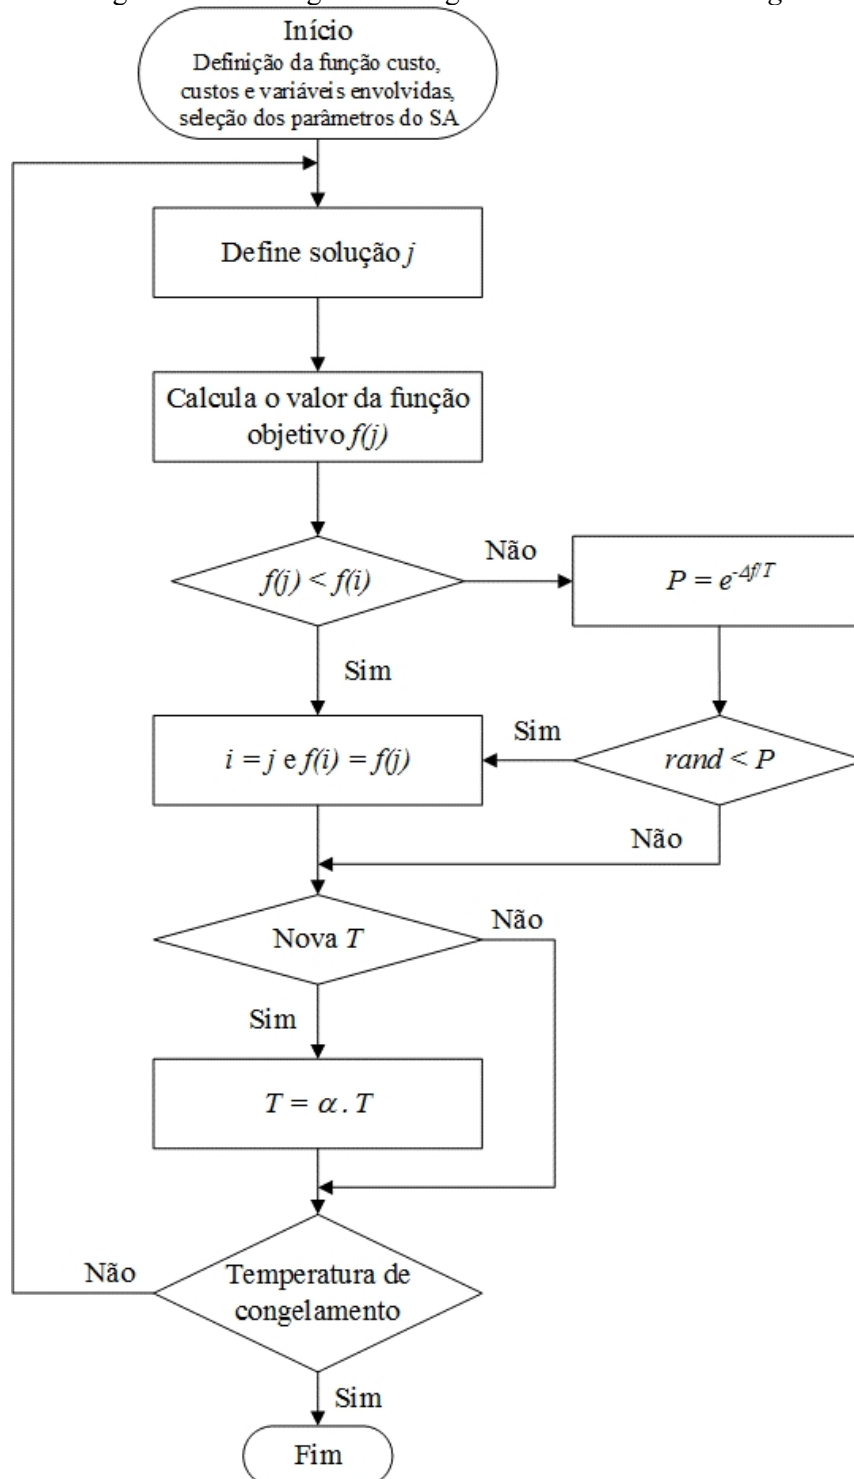 Início
Definição da função custo,
custos e variáveis envolvidas,
seleção dos parâmetros do SA
Define solução j
Calcula o valor da função
objetivo f(j)
f(j) < f(i)
Não
P = e^-Δf/T
Sim
i = j e f(i) = f(j)
Sim
rand < P
Não
Nova T
Não
Sim
T = α . T
Não
Temperatura de
congelamento
Sim
Fim